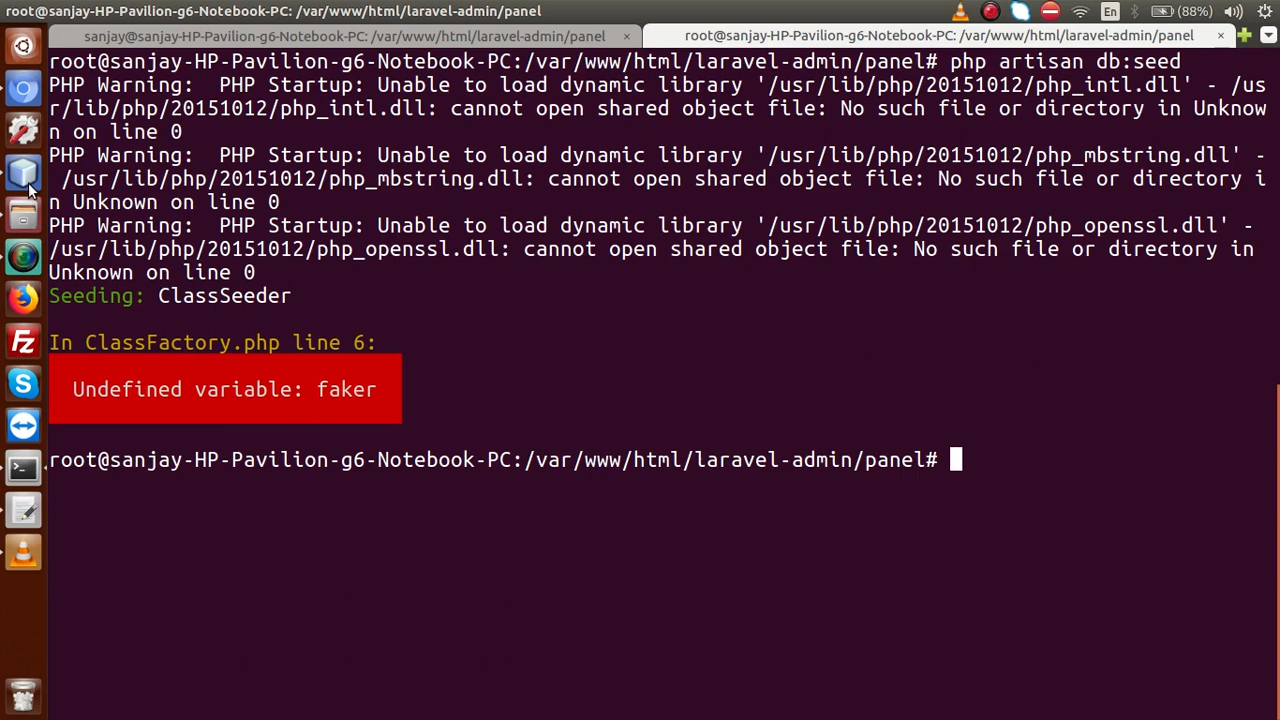 root@sanjay-HP-Pavilion-g6-Notebook-PC: /var/www/html/laravel-admin/panel
En
(88%)
sanjay@sanjay-HP-Pavilion-g6-Notebook-PC: /var/www/html/laravel-admin/panel ×
root@sanjay-HP-Pavilion-g6-Notebook-PC: /var/www/html/laravel-admin/panel ×
root@sanjay-HP-Pavilion-g6-Notebook-PC:/var/www/html/laravel-admin/panel# php artisan db:seed
PHP Warning:  PHP Startup: Unable to load dynamic library '/usr/lib/php/20151012/php_intl.dll' - /us
r/lib/php/20151012/php_intl.dll: cannot open shared object file: No such file or directory in Unknow
n on line 0
PHP Warning:  PHP Startup: Unable to load dynamic library '/usr/lib/php/20151012/php_mbstring.dll' -
 /usr/lib/php/20151012/php_mbstring.dll: cannot open shared object file: No such file or directory i
n Unknown on line 0
PHP Warning:  PHP Startup: Unable to load dynamic library '/usr/lib/php/20151012/php_openssl.dll' -
/usr/lib/php/20151012/php_openssl.dll: cannot open shared object file: No such file or directory in
Unknown on line 0
Seeding: ClassSeeder
In ClassFactory.php line 6:
Undefined variable: faker
root@sanjay-HP-Pavilion-g6-Notebook-PC:/var/www/html/laravel-admin/panel#